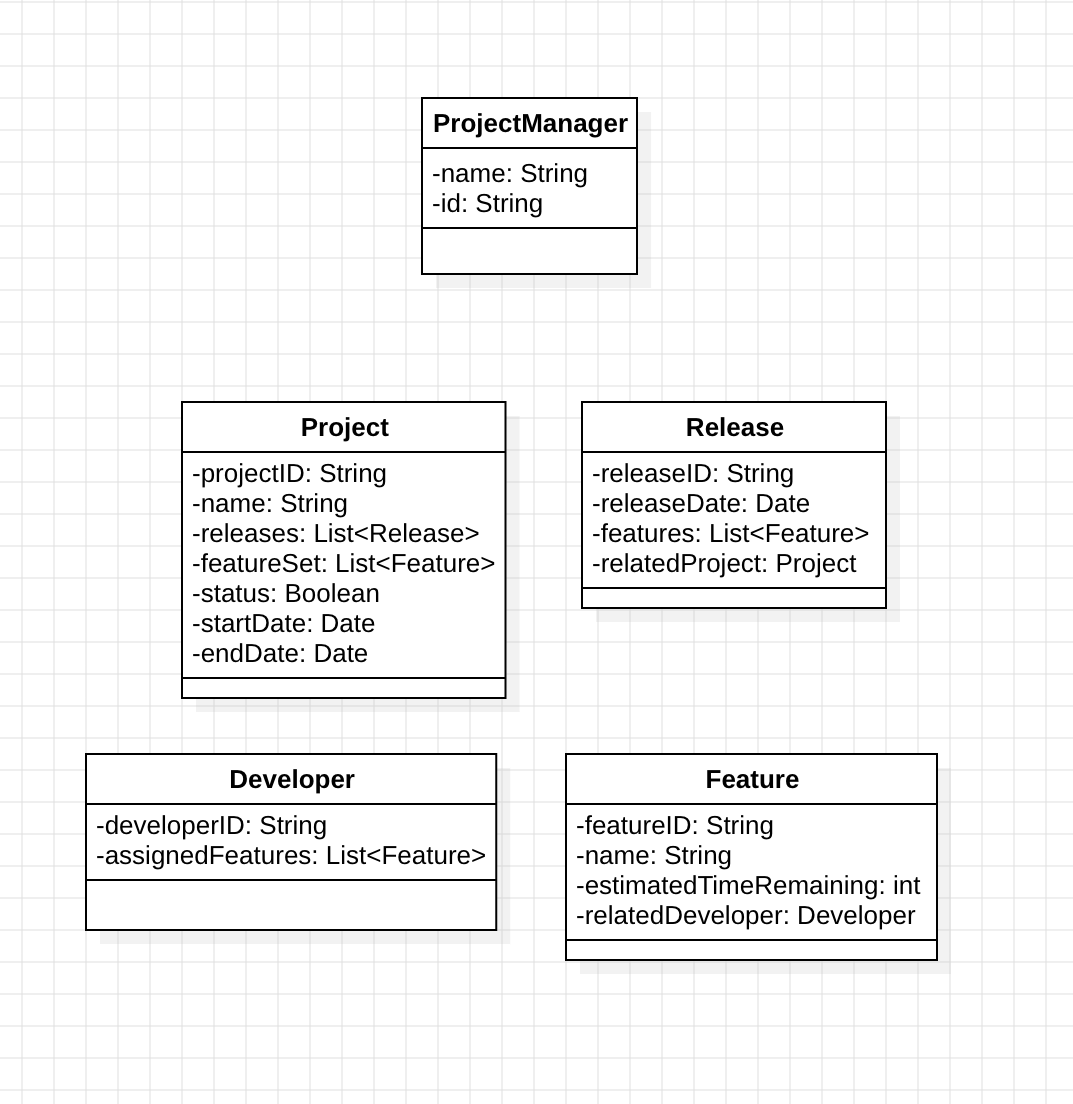 ProjectManager
-name: String
-id: String
Project
-projectID: String
-name: String
-releases: List<Release>
-featureSet: List<Feature>
-status: Boolean
-startDate: Date
-endDate: Date
Release
-releaseID: String
-releaseDate: Date
-features: List<Feature>
-relatedProject: Project
Developer
-developerID: String
-assignedFeatures: List<Feature>
Feature
-featureID: String
-name: String
-estimatedTimeRemaining: int
-relatedDeveloper: Developer